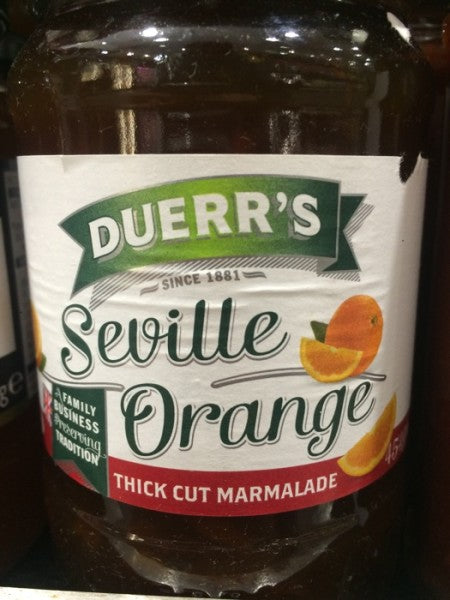 DUERR'S
SINCE 1881
Seville
Orange
A FAMILY
BUSINESS
Preserving
TRADITION
THICK CUT MARMALADE